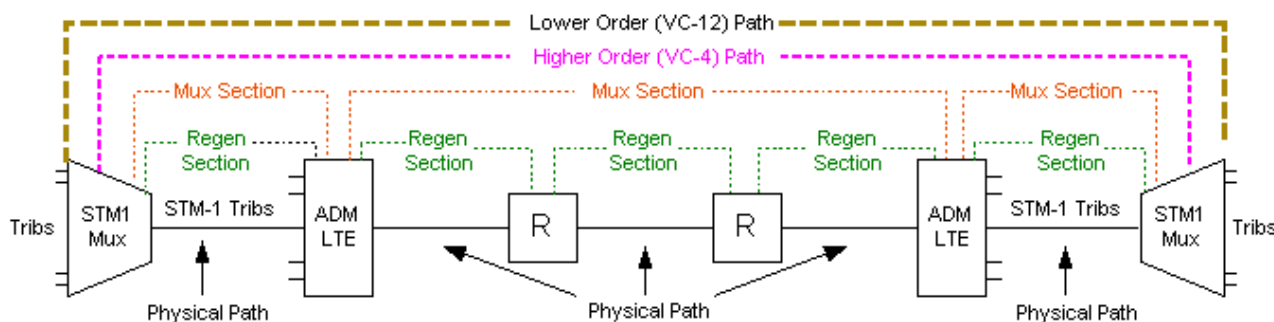 Lower Order (VC-12) Path
Higher Order (VC-4) Path
Mux Section
Mux Section
Mux Section
Regen
Section
Regen
Section
Regen
Section
Regen
Section
Regen
Section
Tribs
STM1
Mux
STM-1 Tribs
ADM
LTE
R
R
ADM
LTE
STM-1 Tribs
STM1
Mux
Tribs
Physical Path
Physical Path
Physical Path